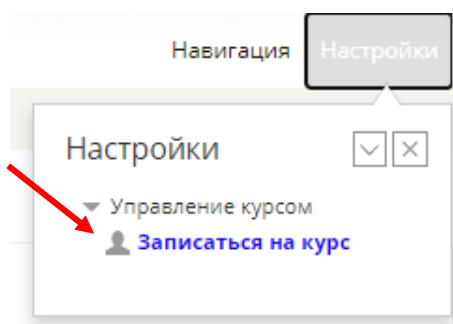 Навигация Настройки
Настройки
Управление курсом
Записаться на курс